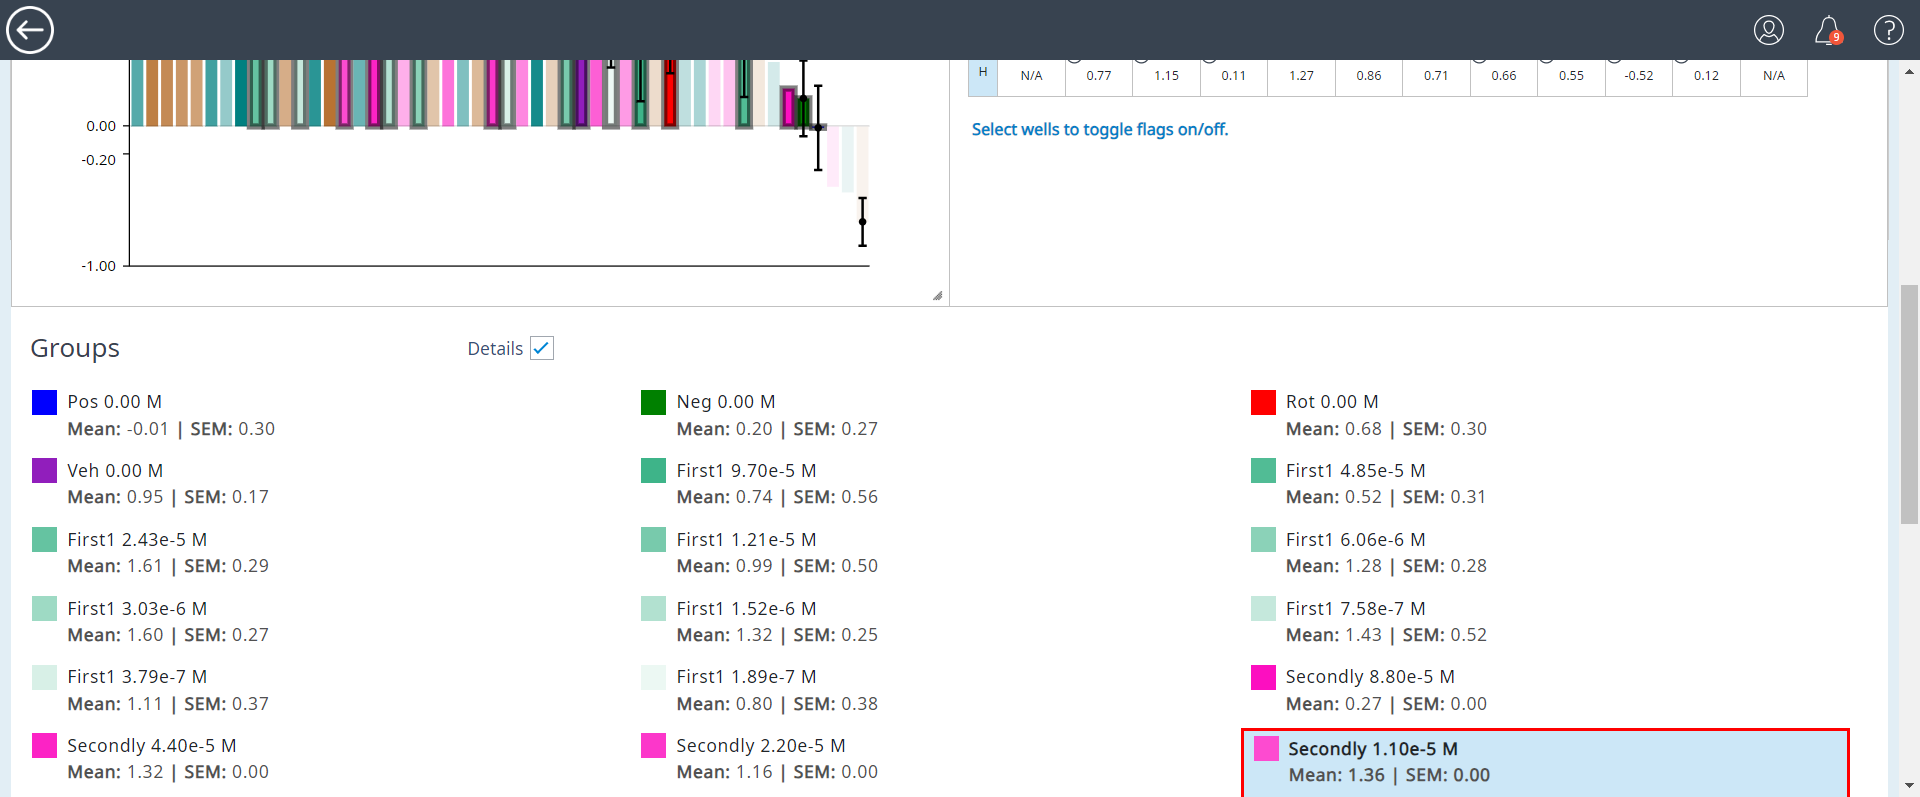 9
0.00
-0.20
-1.00
H N/A 0.77 1.15 0.11 1.27 0.86 0.71 0.66 0.55 -0.52 0.12 N/A
Select wells to toggle flags on/off.
Groups
Details
Pos 0.00 M
Mean: -0.01 | SEM: 0.30
Neg 0.00 M
Mean: 0.20 | SEM: 0.27
Rot 0.00 M
Mean: 0.68 | SEM: 0.30
Veh 0.00 M
Mean: 0.95 | SEM: 0.17
First1 9.70e-5 M
Mean: 0.74 | SEM: 0.56
First1 4.85e-5 M
Mean: 0.52 | SEM: 0.31
First1 2.43e-5 M
Mean: 1.61 | SEM: 0.29
First1 1.21e-5 M
Mean: 0.99 | SEM: 0.50
First1 6.06e-6 M
Mean: 1.28 | SEM: 0.28
First1 3.03e-6 M
Mean: 1.60 | SEM: 0.27
First1 1.52e-6 M
Mean: 1.32 | SEM: 0.25
First1 7.58e-7 M
Mean: 1.43 | SEM: 0.52
First1 3.79e-7 M
Mean: 1.11 | SEM: 0.37
First1 1.89e-7 M
Mean: 0.80 | SEM: 0.38
Secondly 8.80e-5 M
Mean: 0.27 | SEM: 0.00
Secondly 4.40e-5 M
Mean: 1.32 | SEM: 0.00
Secondly 2.20e-5 M
Mean: 1.16 | SEM: 0.00
Secondly 1.10e-5 M
Mean: 1.36 | SEM: 0.00